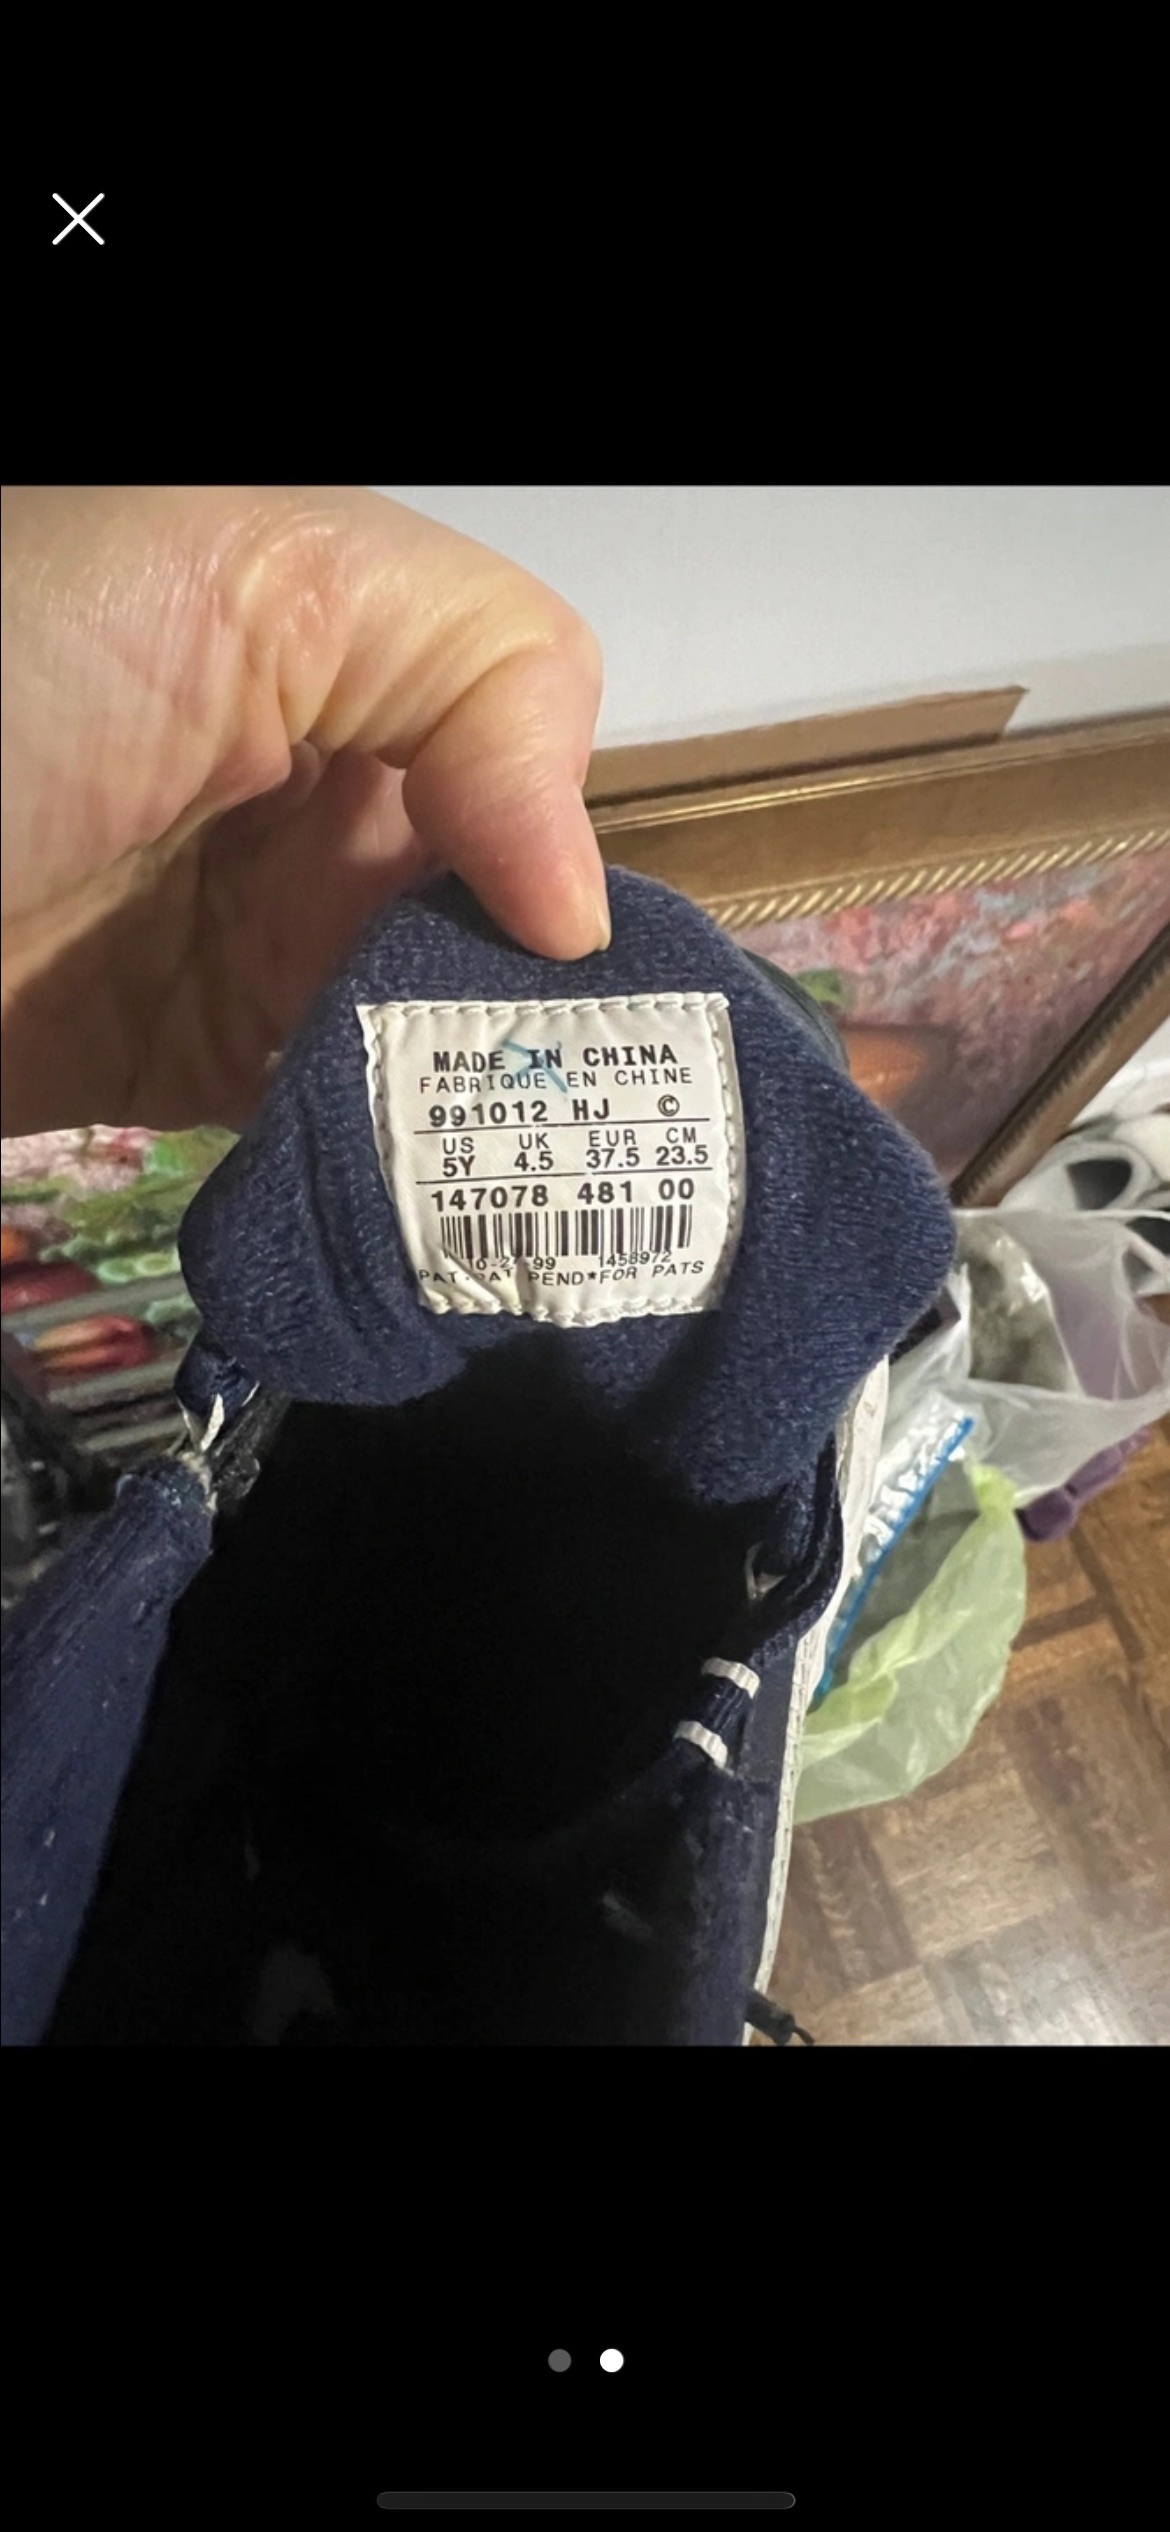 MADE IN CHINA
FABRIQUE EN CHINE
991012 HJ ©
US UK EUR CM
5Y 4.5 37.5 23.5
147078 481 00
99 1458972
PEND*FOR PATS